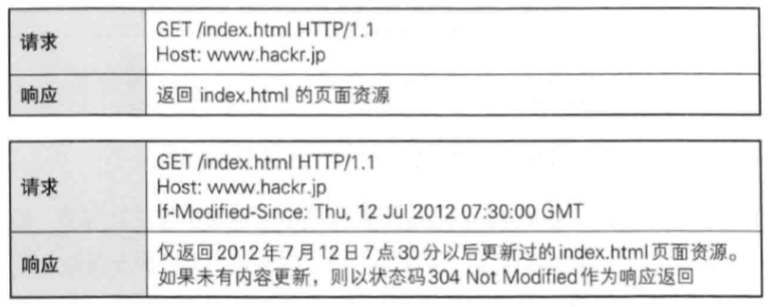 请求
GET /index.html HTTP/1.1
Host: www.hackr.jp
响应
返回 index.html 的页面资源
请求
GET /index.html HTTP/1.1
Host: www.hackr.jp
If-Modified-Since: Thu, 12 Jul 2012 07:30:00 GMT
响应
仅返回2012年7月12日7点30分以后更新过的index.html页面资源。
如果未有内容更新，则以状态码304 Not Modified作为响应返回